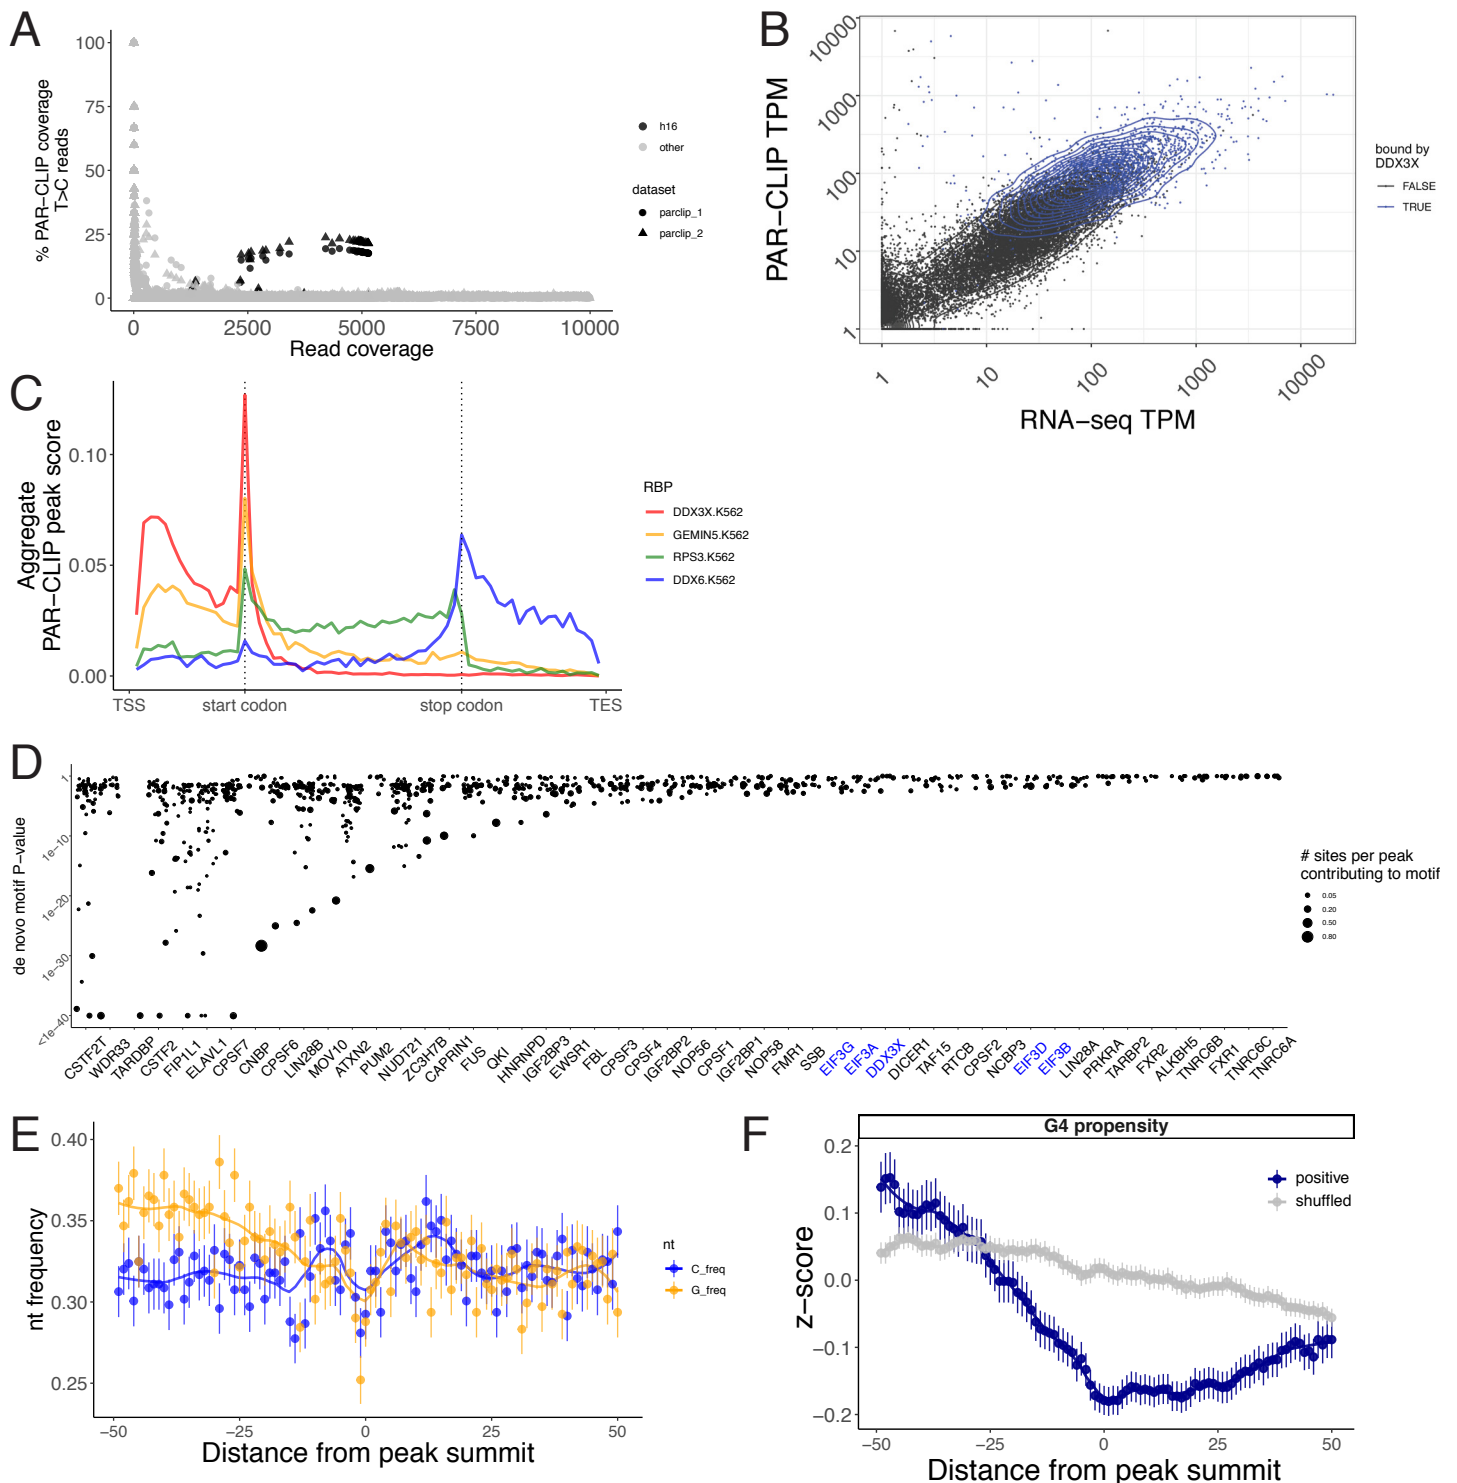 A
% PAR−CLIP coverage
T>C reads
100
75
50
25
0
0
2500
5000
7500
10000
Read coverage
h16
other
dataset
parclip_1
parclip_2
B
PAR−CLIP TPM
10000
1000
100
10
1
1
10
100
1000
10000
RNA−seq TPM
bound by
DDX3X
FALSE
TRUE
C
Aggregate
PAR−CLIP peak score
0.10
0.05
0.00
TSS
start codon
stop codon
TES
RBP
DDX3X.K562
GEMIN5.K562
RPS3.K562
DDX6.K562
D
de novo motif P−value
1
1e−10
1e−20
1e−30
<1e−40
CSTF2T
WDR33
TARDBP
CSTF2
FIP1L1
ELAVL1
CPSF7
CNBP
CPSF6
LIN28B
MOV10
ATXN2
PUM2
NUDT21
ZC3H7B
CAPRIN1
FUS
QKI
HNRNPD
IGF2BP3
EWSR1
FBL
CPSF3
CPSF4
IGF2BP2
NOP56
CPSF1
IGF2BP1
NOP58
FMR1
SSB
EIF3G
EIF3A
DDX3X
DICER1
TAF15
RTCB
CPSF2
NCBP3
EIF3D
EIF3B
LIN28A
PRKRA
TARBP2
FXR2
ALKBH5
TNRC6B
FXR1
TNRC6C
TNRC6A
# sites per peak
contributing to motif
0.05
0.20
0.50
0.80
E
nt frequency
0.40
0.35
0.30
0.25
−50
−25
0
25
50
Distance from peak summit
nt
C_freq
G_freq
F
G4 propensity
z−score
0.2
0.1
0.0
−0.1
−0.2
−50
−25
0
25
50
Distance from peak summit
positive
shuffled